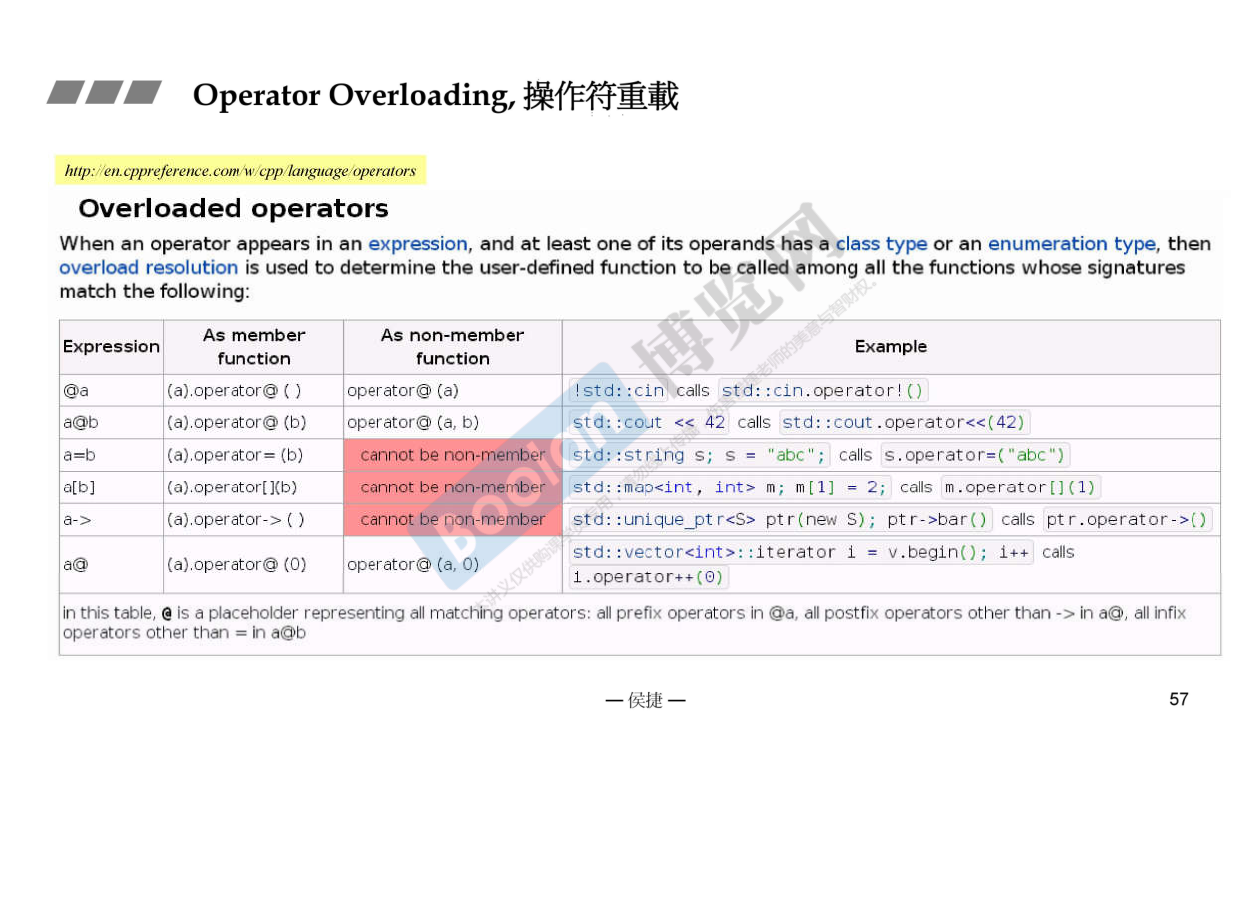 Operator Overloading, 操作符重載
http://en.cppreference.com/w/cpp/language/operators
Overloaded operators
When an operator appears in an expression, and at least one of its operands has a class type or an enumeration type, then
overload resolution is used to determine the user-defined function to be called among all the functions whose signatures
match the following:
Expression As member function As non-member function Example
@a (a).operator@ ( ) operator@ (a) !std::cin calls std::cin.operator!()
a@b (a).operator@ (b) operator@ (a, b) std::cout << 42 calls std::cout.operator<<(42)
a=b (a).operator= (b) cannot be non-member std::string s; s = "abc"; calls s.operator=("abc")
a[b] (a).operator[](b) cannot be non-member std::map<int, int> m; m[1] = 2; calls m.operator[](1)
a-> (a).operator-> ( ) cannot be non-member std::unique_ptr<S> ptr(new S); ptr->bar() calls ptr.operator->()
a@ (a).operator@ (0) operator@ (a, 0) std::vector<int>::iterator i = v.begin(); i++ calls
i.operator++(0)
in this table, @ is a placeholder representing all matching operators: all prefix operators in @a, all postfix operators other than -> in a@, all infix
operators other than = in a@b
Boolan 博览网
— 侯捷 —
57